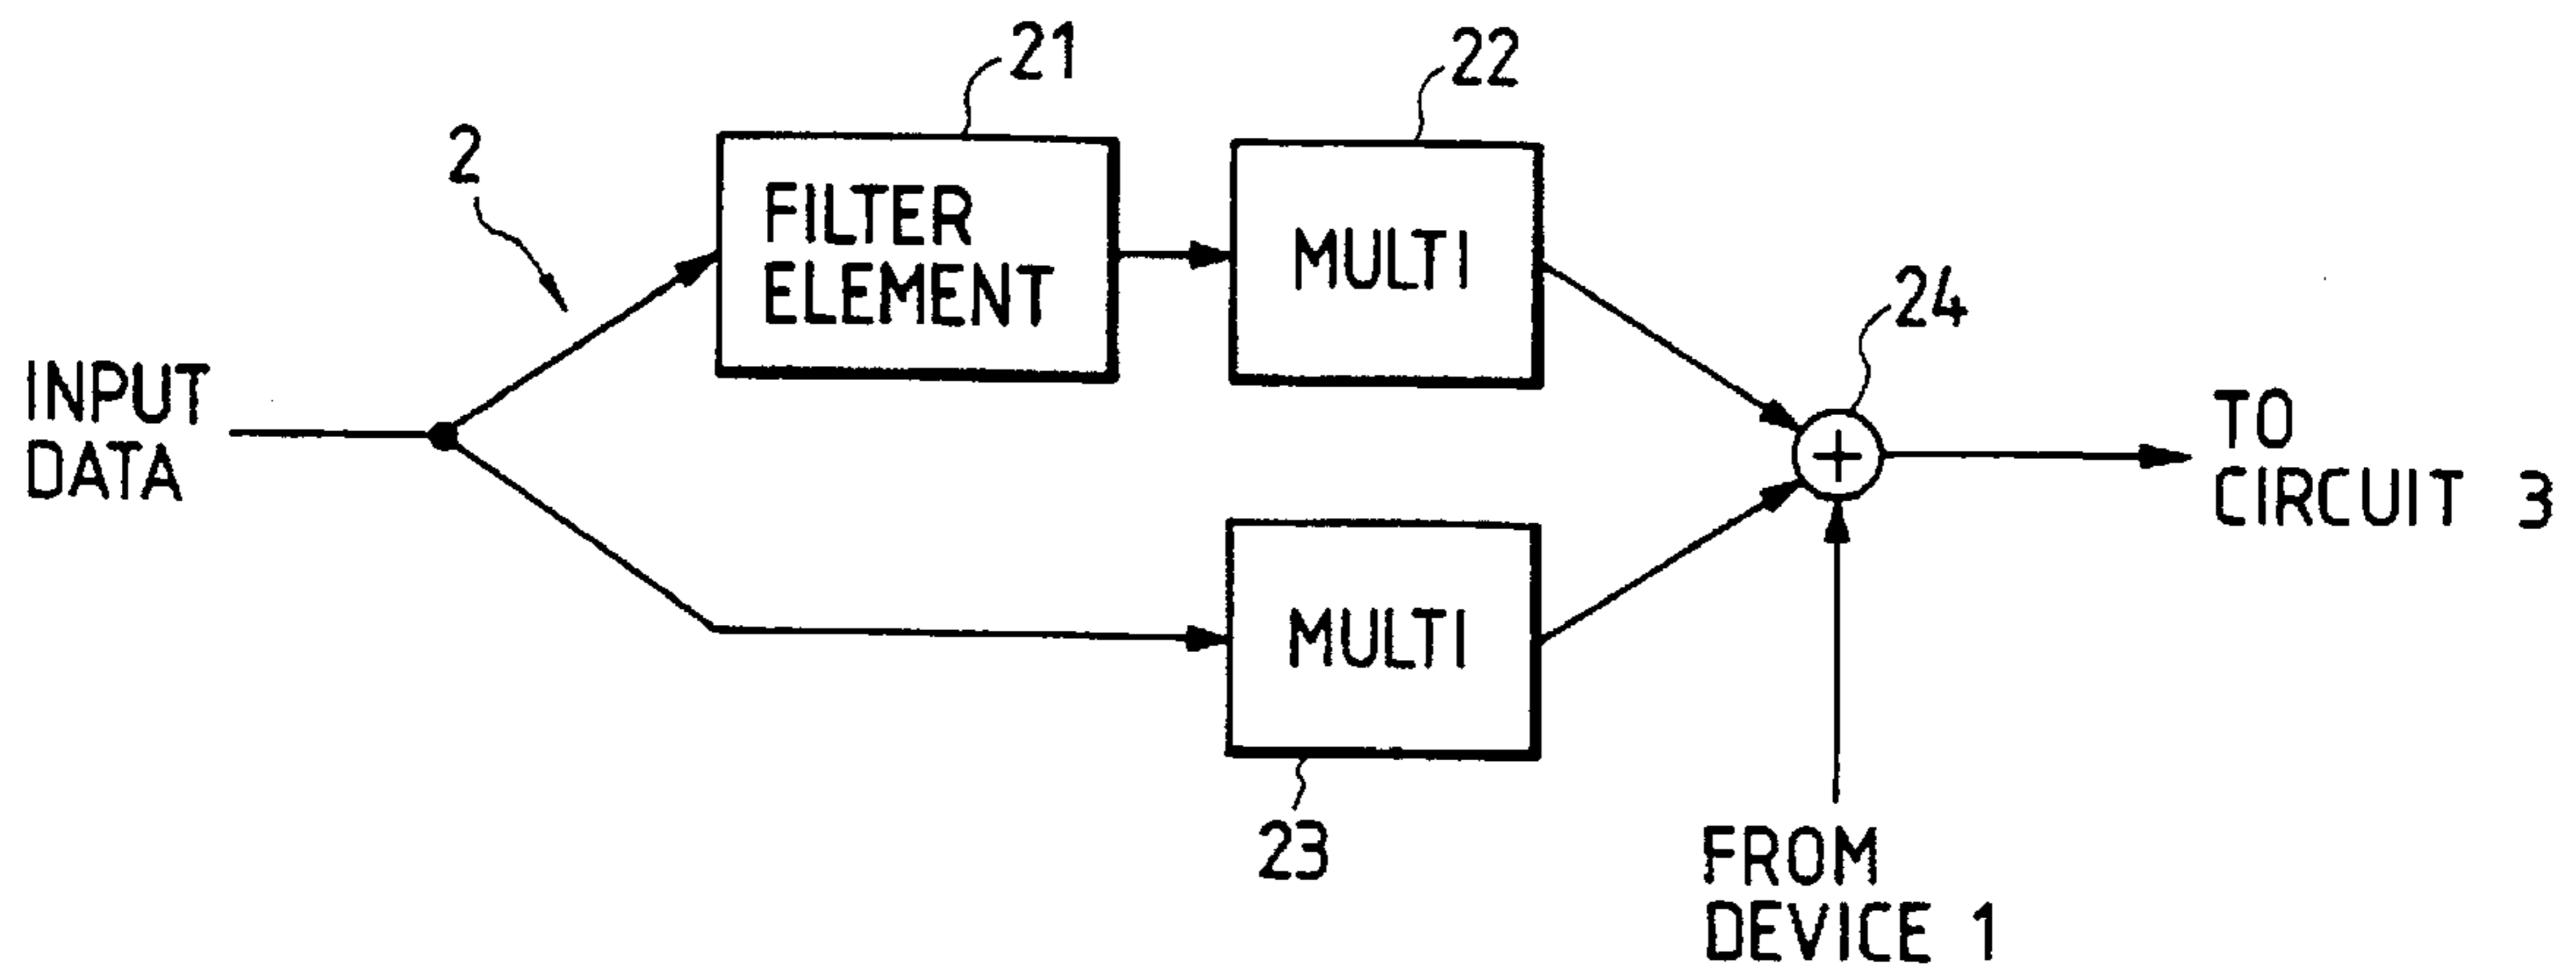 21
22
2
FILTER
ELEMENT
MULTI
24
INPUT
DATA
+
TO
CIRCUIT 3
MULTI
23
FROM
DEVICE 1